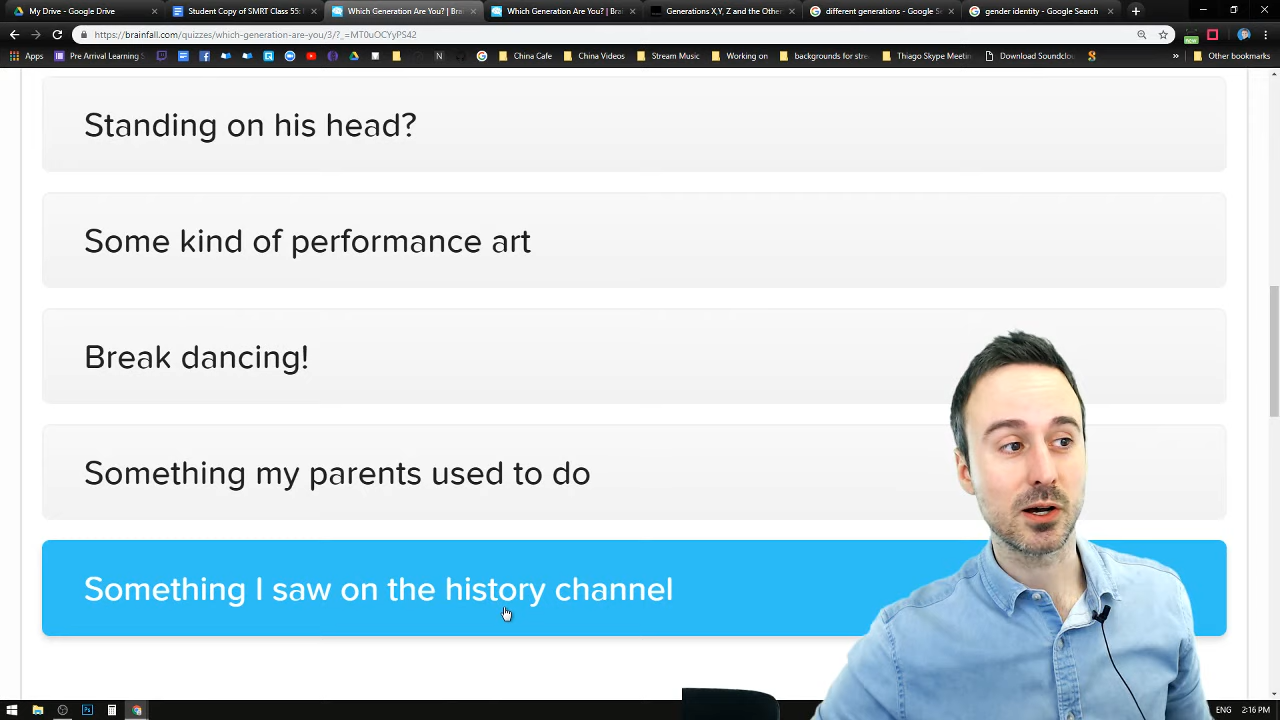 My Drive - Google Drive
Student Copy of SMRT Class 55:
Which Generation Are You? | Bra
Which Generation Are You? | Brai
Generations X,Y, Z and the Other
different generations - Google S
gender identity - Google Search
https://brainfall.com/quizzes/which-generation-are-you/3/?_=MT0uOCYyPS42
Apps
Pre Arrival Learning S
China Cafe
China Videos
Stream Music
Working on
backgrounds for stre
Thiago Skype Meetin
Download Soundclou
»
Other bookmarks
Standing on his head?
Some kind of performance art
Break dancing!
Something my parents used to do
Something I saw on the history channel
ENG
2:16 PM